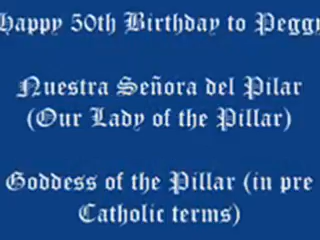 Happy 50th Birthday to Peggy
Nuestra Señora del Pilar
(Our Lady of the Pillar)
Goddess of the Pillar (in pre
Catholic terms)